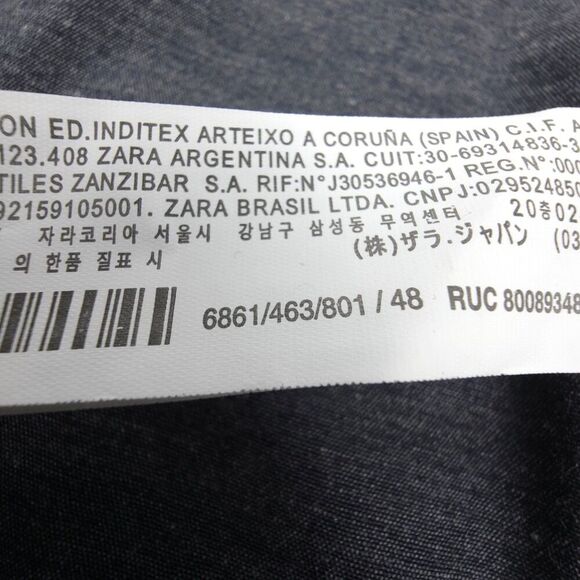 ON ED.INDITEX ARTEIXO A CORUÑA (SPAIN) C.I.F. A
123.408 ZARA ARGENTINA S.A. CUIT:30-69314836-3
TILES ZANZIBAR S.A. RIF:N°J30536946-1 REG.N°:000
92159105001. ZARA BRASIL LTDA. CNPJ:029524850
자라코리아 서울시 강남구 삼성동 무역센터 20층02
의 한품 질표 시 (株)ザラ.ジャパン (03
6861/463/801 / 48 RUC 80089348